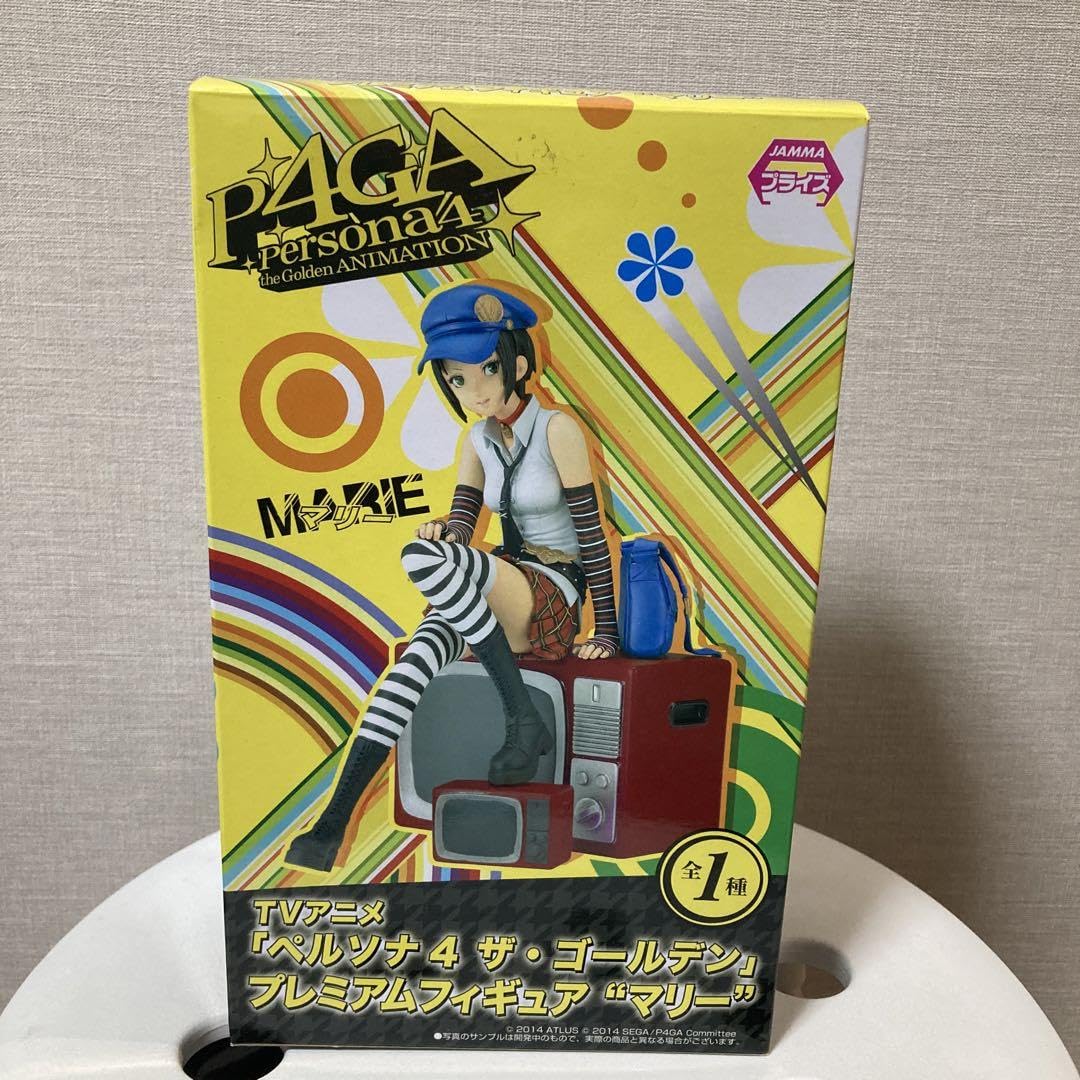 P4GA
Persona4
the Golden ANIMATION
JAMMA
プライズ
MARIE
マリー
全1種
TVアニメ
「ペルソナ4 ザ・ゴールデン」
プレミアムフィギュア “マリー”
© 2014 ATLUS © 2014 SEGA/P4GA Committee
●写真のサンプルは開発中のもので、実際の商品と異なる場合がございます。